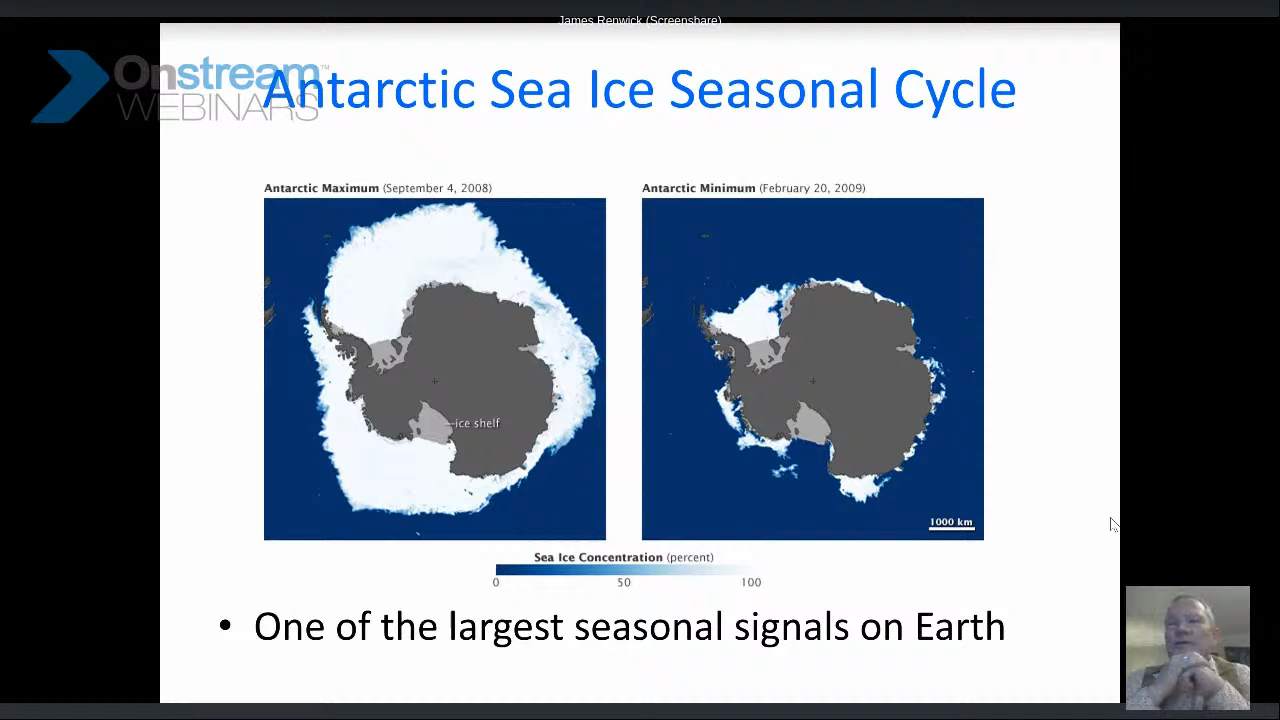 James Renwick (Screenshare)
Onstream™
WEBINARS
Antarctic Sea Ice Seasonal Cycle
Antarctic Maximum (September 4, 2008)
Antarctic Minimum (February 20, 2009)
ice shelf
1000 km
Sea Ice Concentration (percent)
0 50 100
• One of the largest seasonal signals on Earth